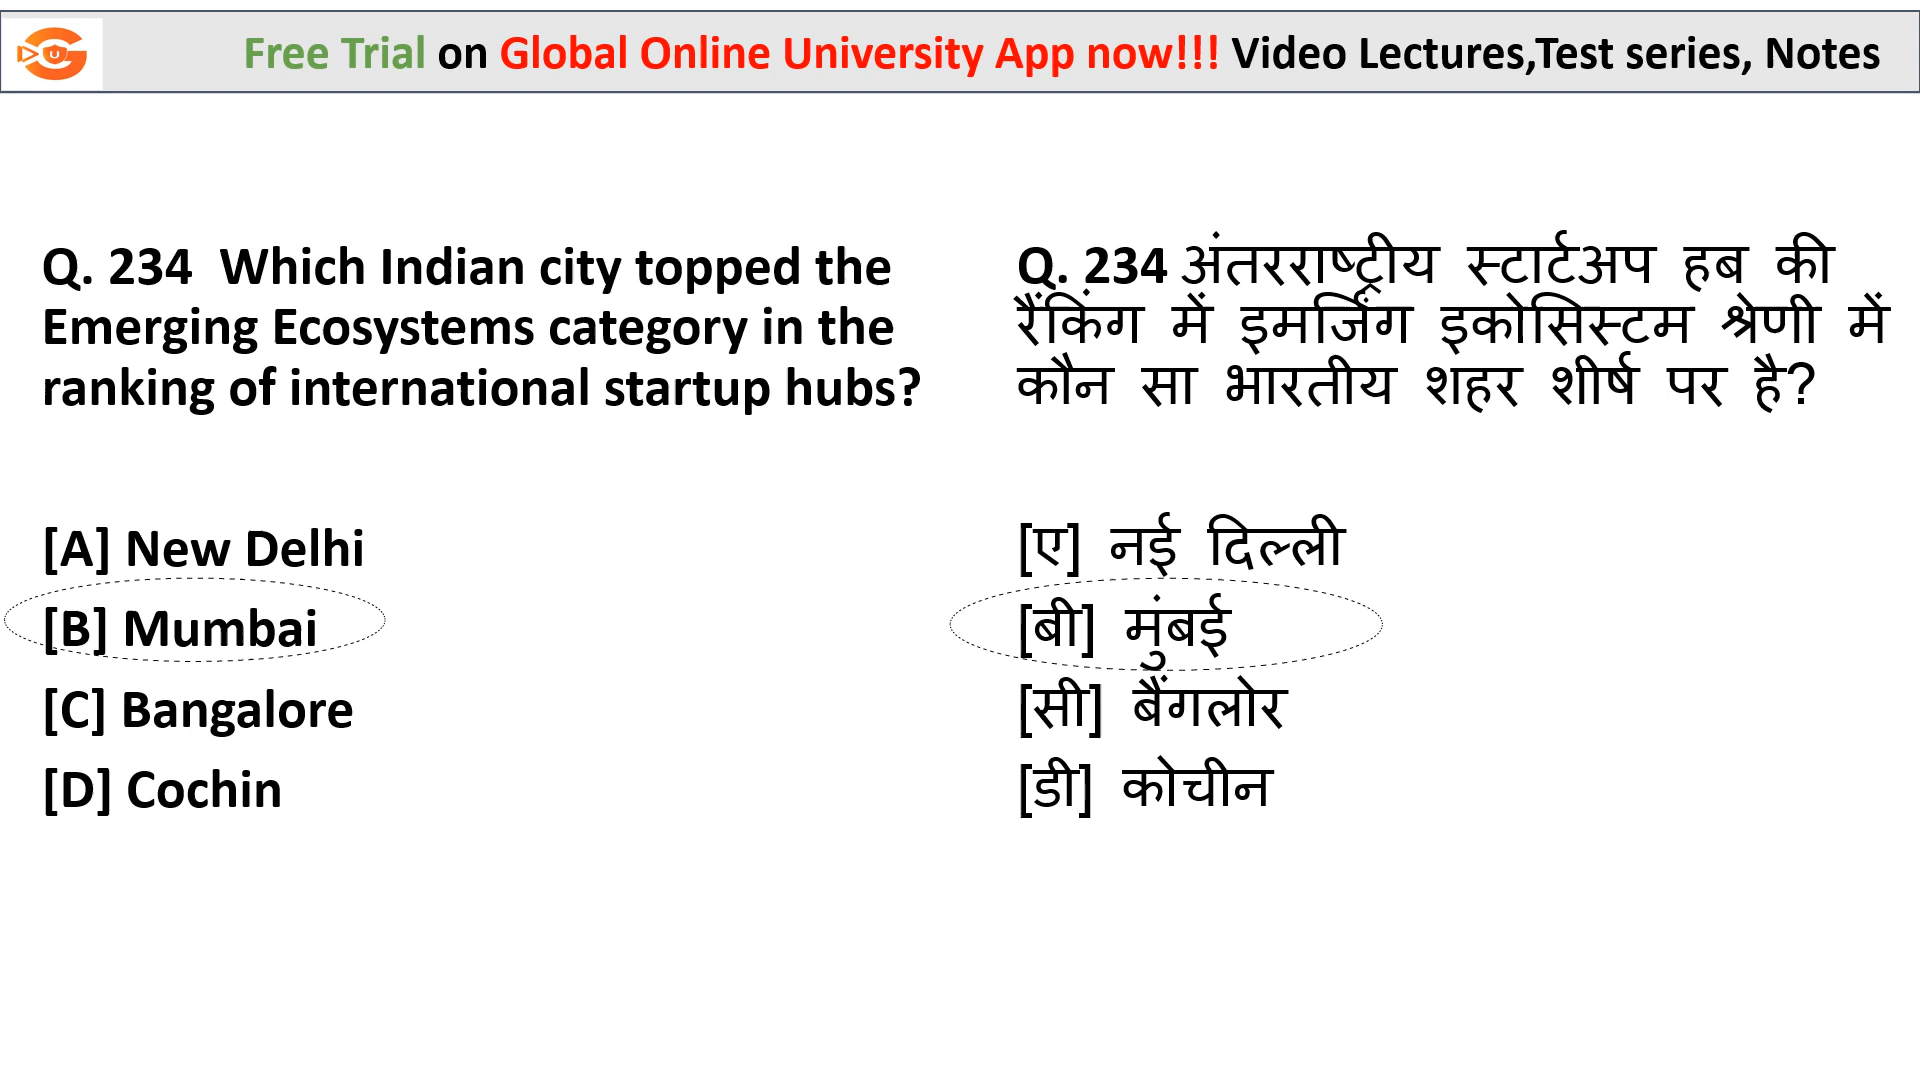 Free Trial on Global Online University App now!!! Video Lectures,Test series, Notes
Q. 234 Which Indian city topped the
Emerging Ecosystems category in the
ranking of international startup hubs?
[A] New Delhi
[B] Mumbai
[C] Bangalore
[D] Cochin
Q. 234 अंतरराष्ट्रीय स्टार्टअप हब की
रैंकिंग में इमर्जिंग इकोसिस्टम श्रेणी में
कौन सा भारतीय शहर शीर्ष पर है?
[ए] नई दिल्ली
[बी] मुंबई
[सी] बैंगलोर
[डी] कोचीन